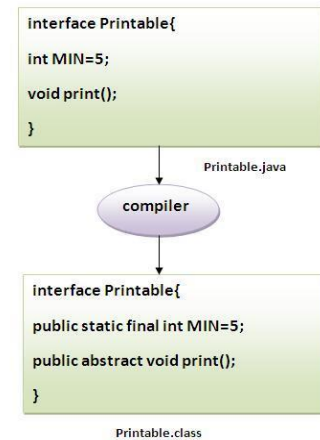 interface Printable{
int MIN=5;
void print();
}
Printable.java
compiler
interface Printable{
public static final int MIN=5;
public abstract void print();
}
Printable.class